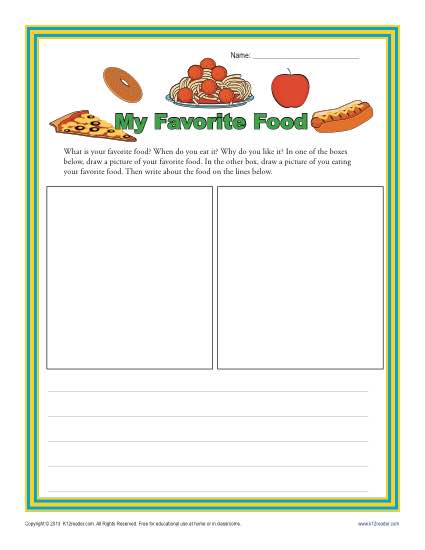 Name:
My Favorite Food
What is your favorite food? When do you eat it? Why do you like it? In one of the boxes
below, draw a picture of your favorite food. In the other box, draw a picture of you eating
your favorite food. Then write about the food on the lines below.
Copyright © 2013 K12reader.com. All Rights Reserved. Free for educational use at home or in classrooms.
www.k12reader.com